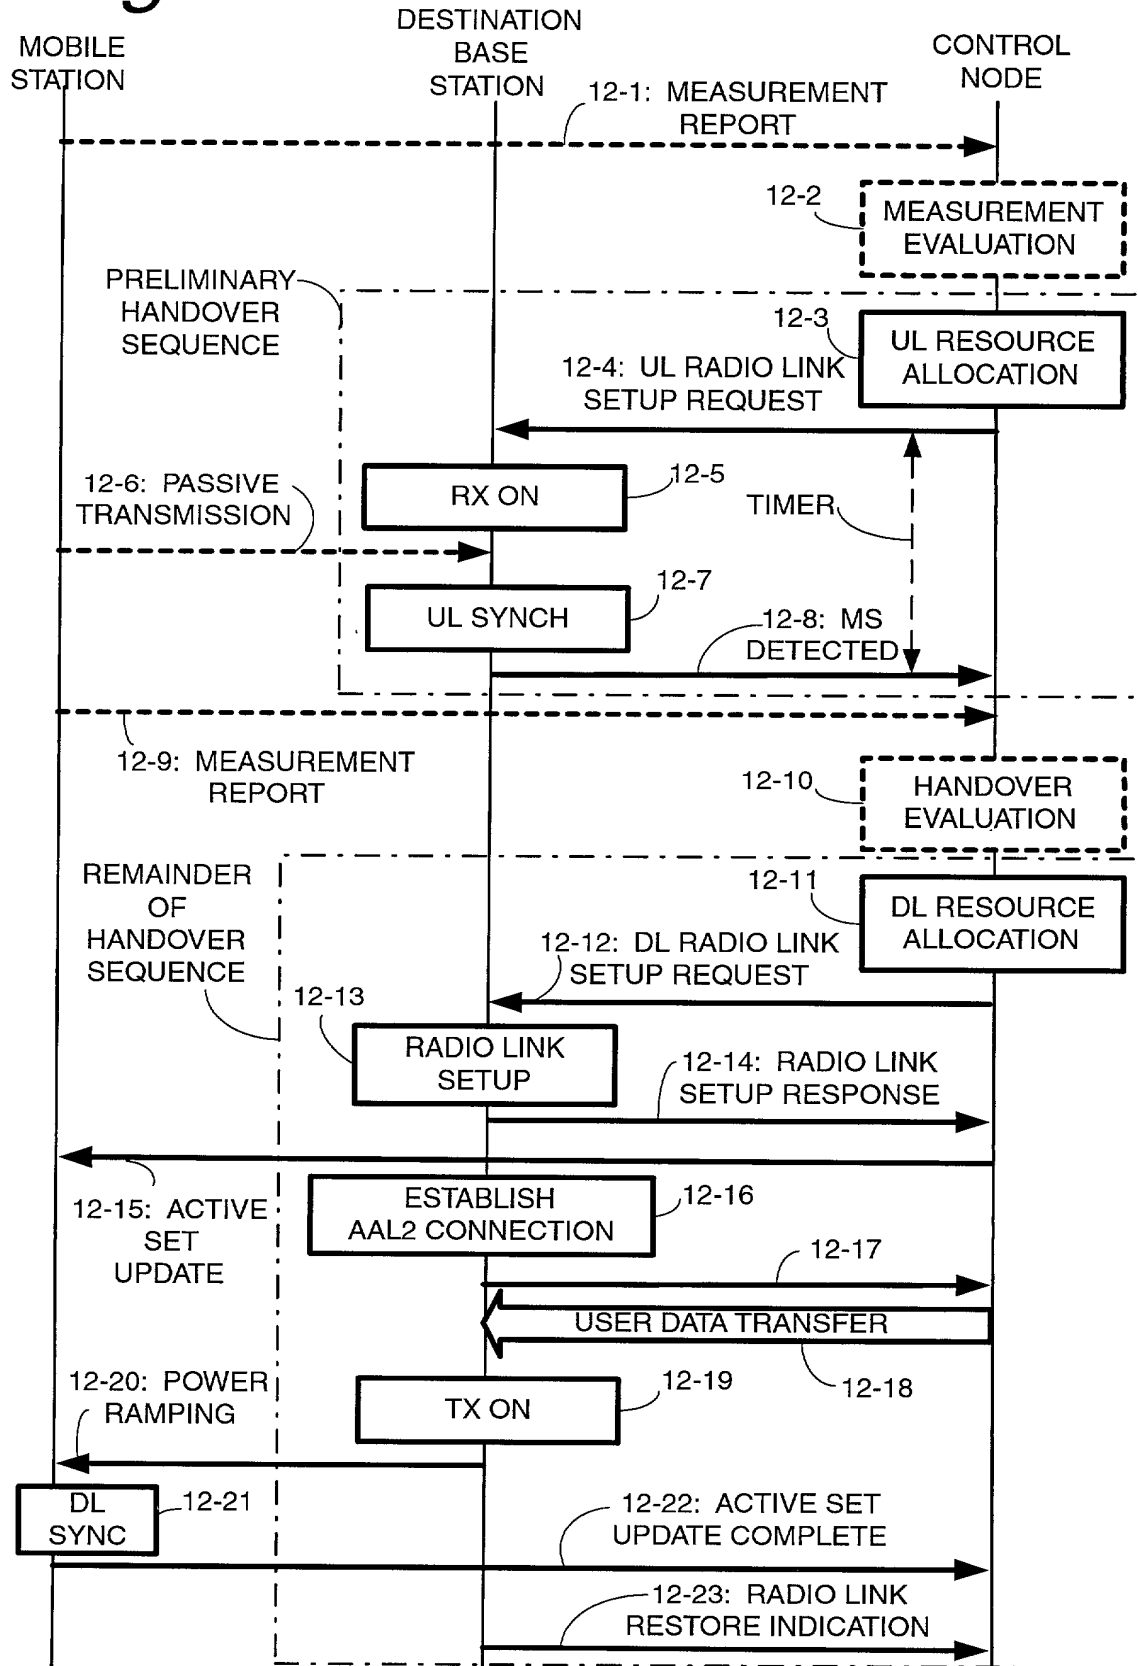 MOBILE
STATION
DESTINATION
BASE
STATION
CONTROL
NODE
12-1: MEASUREMENT
REPORT
12-2
MEASUREMENT
EVALUATION
PRELIMINARY
HANDOVER
SEQUENCE
12-3
UL RESOURCE
ALLOCATION
12-4: UL RADIO LINK
SETUP REQUEST
12-5
RX ON
12-6: PASSIVE
TRANSMISSION
TIMER
12-7
UL SYNCH
12-8: MS
DETECTED
12-9: MEASUREMENT
REPORT
12-10
HANDOVER
EVALUATION
REMAINDER
OF
HANDOVER
SEQUENCE
12-11
DL RESOURCE
ALLOCATION
12-12: DL RADIO LINK
SETUP REQUEST
12-13
RADIO LINK
SETUP
12-14: RADIO LINK
SETUP RESPONSE
12-15: ACTIVE
SET
UPDATE
ESTABLISH
AAL2 CONNECTION
12-16
12-17
USER DATA TRANSFER
12-18
12-19
TX ON
12-20: POWER
RAMPING
DL
SYNC
12-21
12-22: ACTIVE SET
UPDATE COMPLETE
12-23: RADIO LINK
RESTORE INDICATION